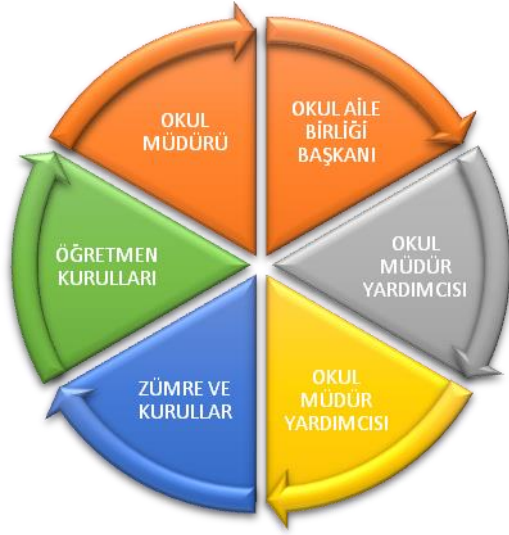 OKUL
MÜDÜRÜ
OKUL AİLE
BİRLİĞİ
BAŞKANI
OKUL
MÜDÜR
YARDIMCISI
OKUL
MÜDÜR
YARDIMCISI
ZÜMRE VE
KURULLAR
ÖĞRETMEN
KURULLARI